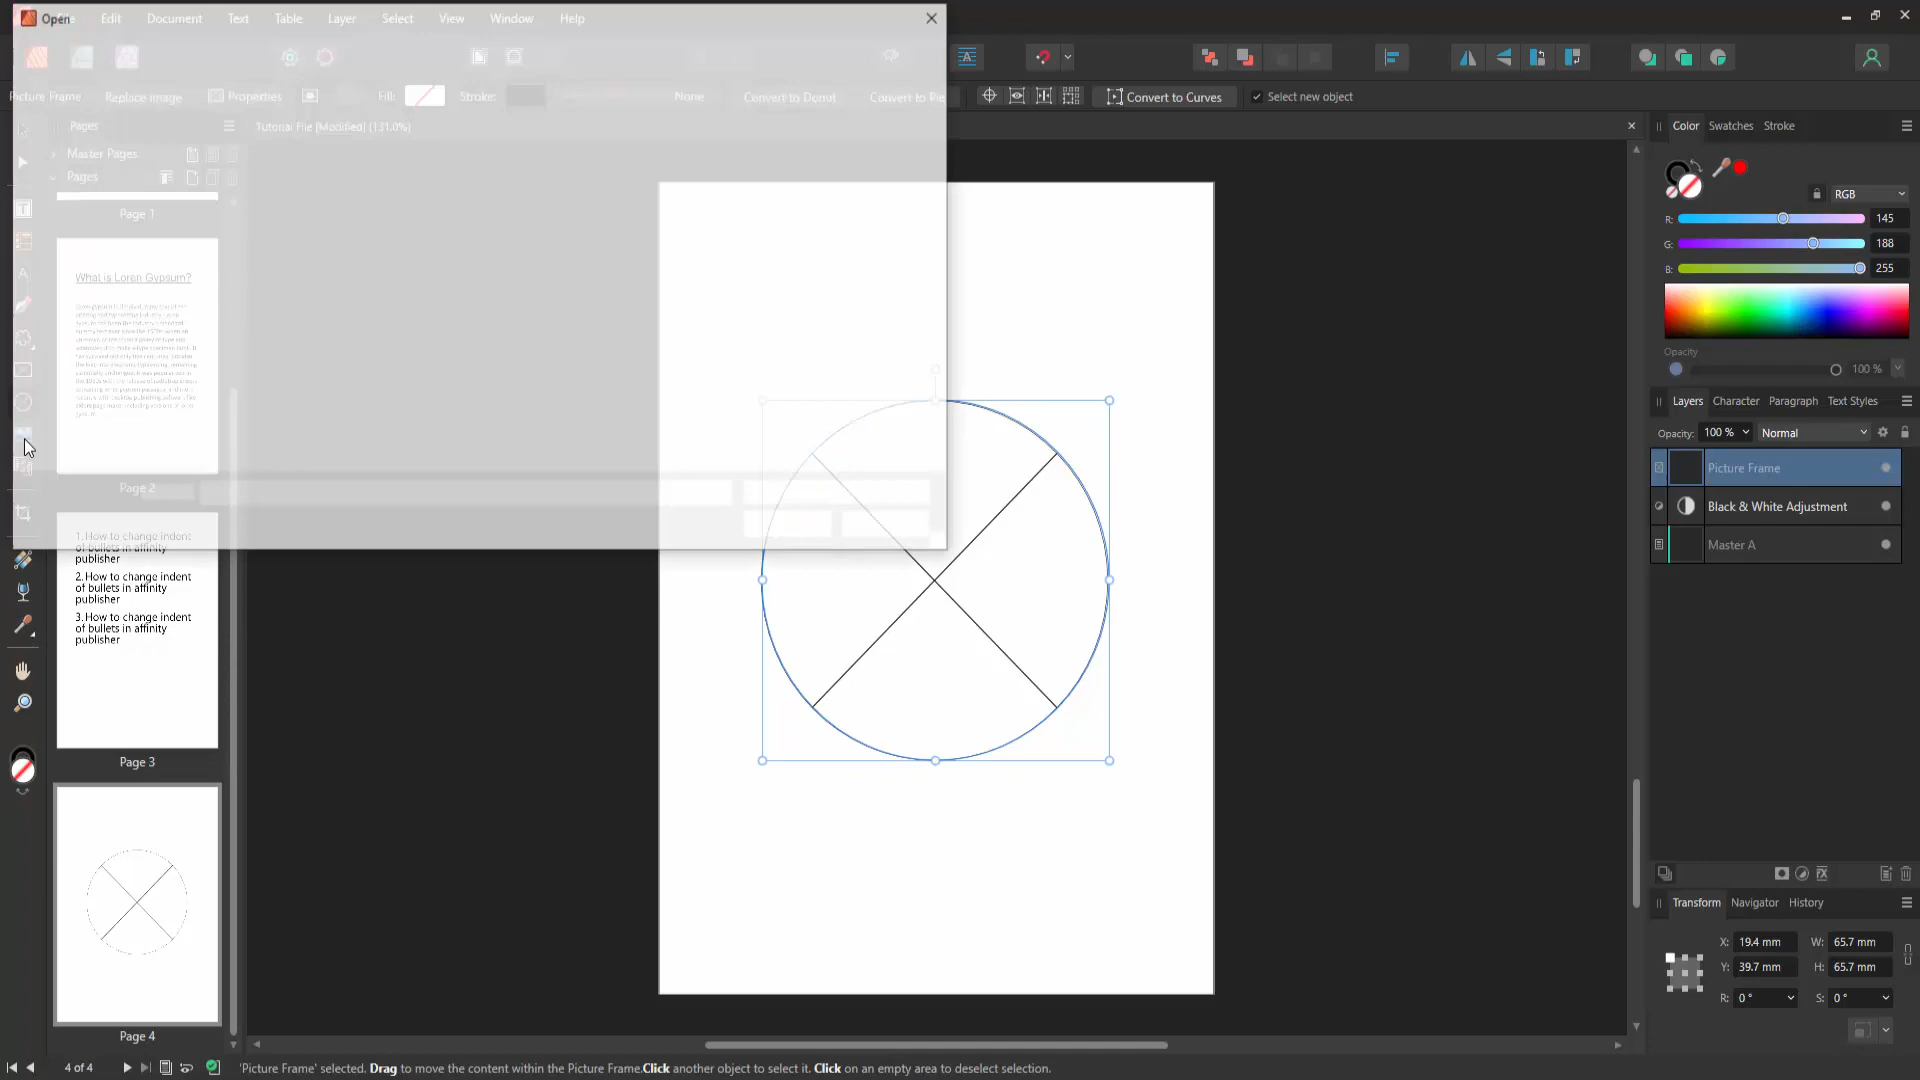 Open
File Edit Document Text Table Layer Select View Window Help
Picture Frame Replace Image Properties Fill: Stroke: None Convert to Donut Convert to Pie Convert to Curves Select new object
Pages
Tutorial File [Modified] (131.0%)
Master Pages
Pages
Page 1
What is Loren Gypsum?
Page 2
1. How to change indent
of bullets in affinity
publisher
2. How to change indent
of bullets in affinity
publisher
3. How to change indent
of bullets in affinity
publisher
Page 3
Page 4
Color Swatches Stroke
RGB
R: 145
G: 188
B: 255
Opacity
100 %
Layers Character Paragraph Text Styles
Opacity: 100 % Normal
Picture Frame
Black & White Adjustment
Master A
Transform Navigator History
X: 19.4 mm W: 65.7 mm
Y: 39.7 mm H: 65.7 mm
R: 0 ° S: 0 °
4 of 4 'Picture Frame' selected. Drag to move the content within the Picture Frame.Click another object to select it. Click on an empty area to deselect selection.